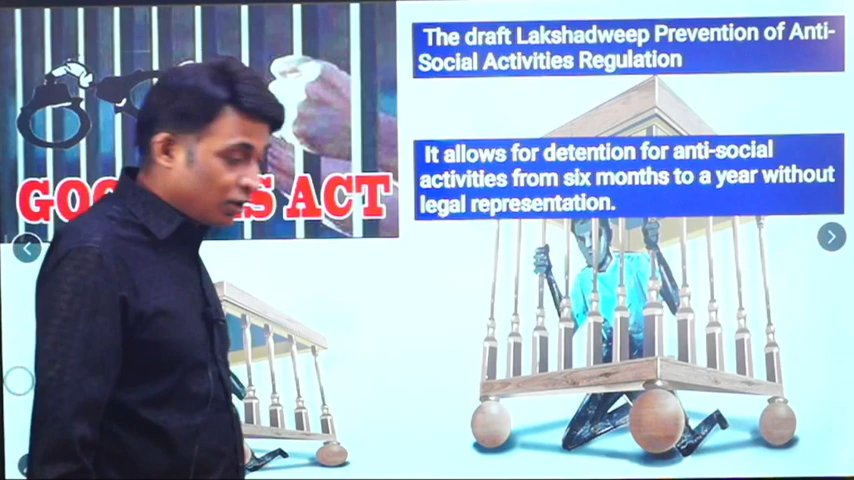 ACT
The draft Lakshadweep Prevention of Anti-
Social Activities Regulation
It allows for detention for anti-social
activities from six months to a year without
legal representation.